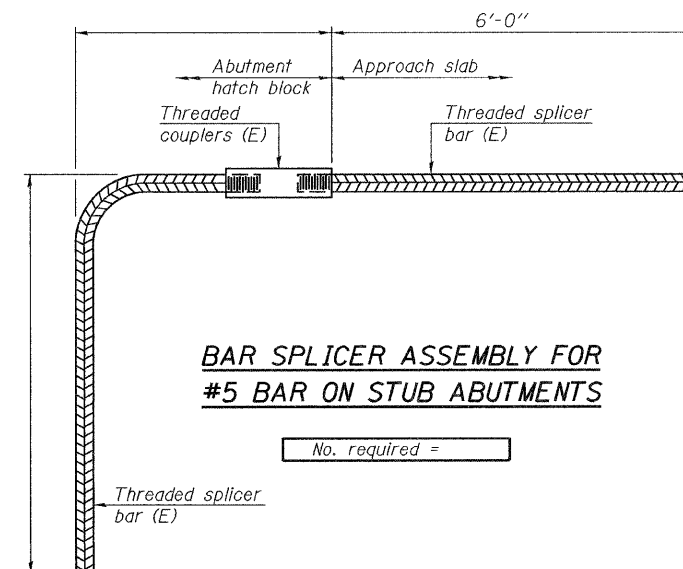 6'-0"
Abutment
hatch block
Approach slab
Threaded
couplers (E)
Threaded splicer
bar (E)
BAR SPLICER ASSEMBLY FOR
#5 BAR ON STUB ABUTMENTS
No. required =
Threaded splicer
bar (E)